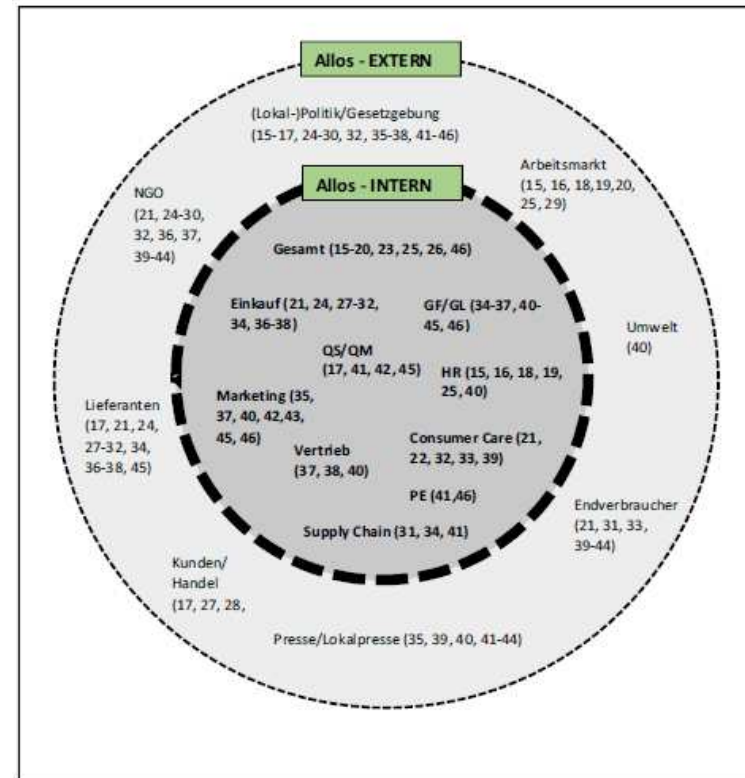 Allos - EXTERN
(Lokal-)Politik/Gesetzgebung
(15-17, 24-30, 32, 35-38, 41-46)
Arbeitsmarkt
(15, 16, 18,19,20,
25, 29)
NGO
(21, 24-30,
32, 36, 37,
39-44)
Allos - INTERN
Gesamt (15-20, 23, 25, 26, 46)
Einkauf (21, 24, 27-32,
34, 36-38)
GF/GL (34-37, 40-
45, 46)
Umwelt
(40)
QS/QM
(17, 41, 42, 45)
HR (15, 16, 18, 19,
25, 40)
Marketing (35,
37, 40, 42,43,
45, 46)
Lieferanten
(17, 21, 24,
27-32, 34,
36-38, 45)
Vertrieb
(37, 38, 40)
Consumer Care (21,
22, 32, 33, 39)
PE (41,46)
Endverbraucher
(21, 31, 33,
39-44)
Supply Chain (31, 34, 41)
Kunden/
Handel
(17, 27, 28,
Presse/Lokalpresse (35, 39, 40, 41-44)